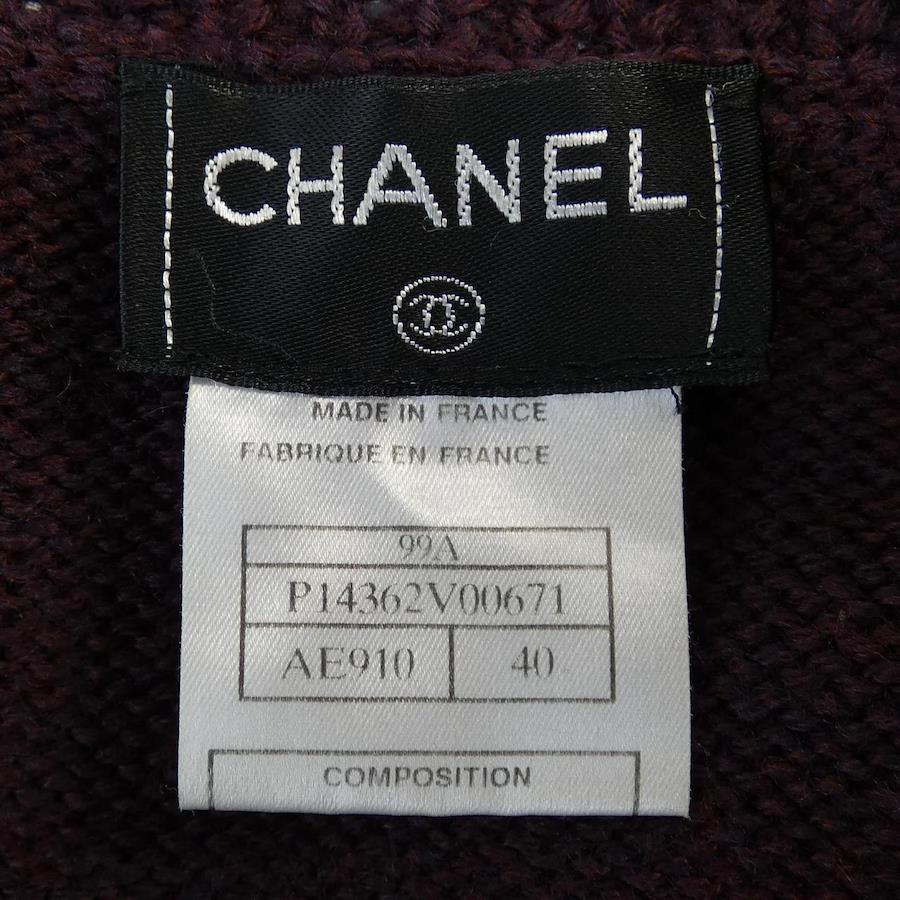 CHANEL
MADE IN FRANCE
FABRIQUE EN FRANCE
99A
P14362V00671
AE910 40
COMPOSITION